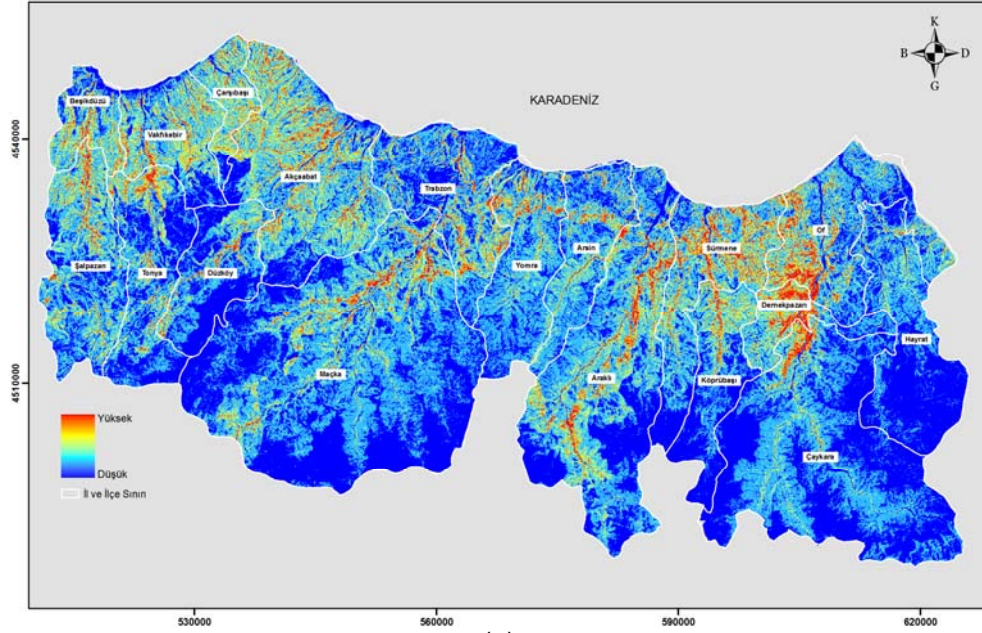 K
B D
G
KARADENİZ
Beşikdüzü
Çarşıbaşı
Vakfıkebir
Akçaabat
Trabzon
Of
Şalpazarı
Tonya
Düzköy
Yomra
Arsin
Sürmene
Dernekpazarı
Hayrat
Maçka
Araklı
Köprübaşı
Çaykara
Yüksek
Düşük
İl ve İlçe Sınırı
4540000
4510000
530000
560000
590000
620000